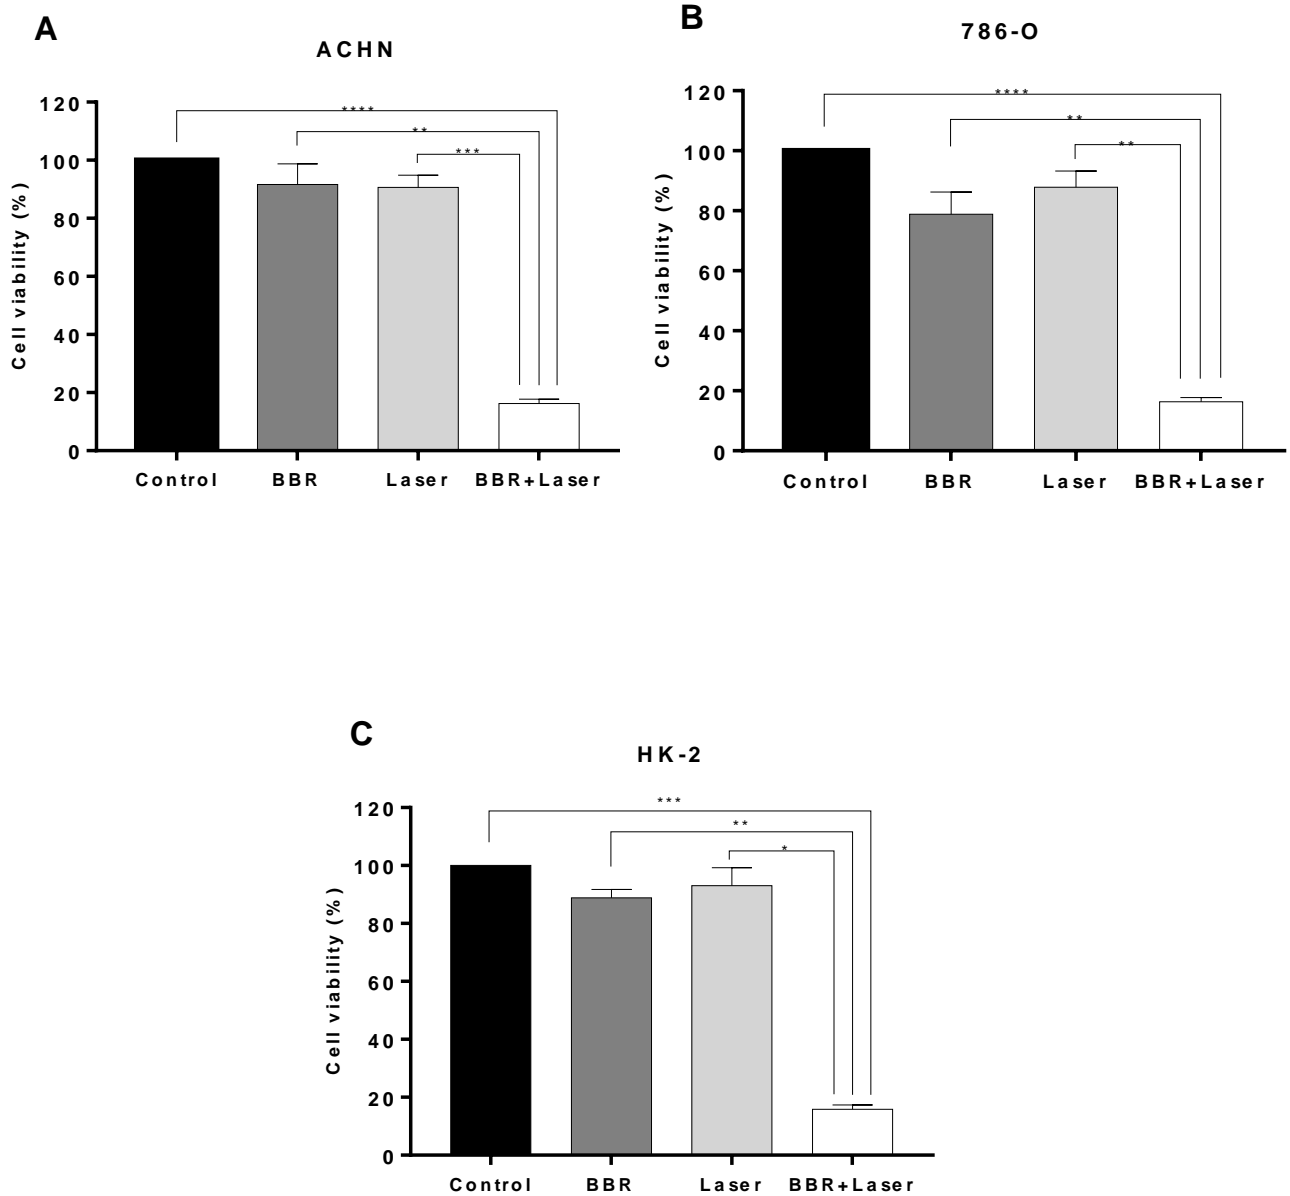 A
ACHN
Cell viability (%)
120
100
80
60
40
20
0
****
**
***
Control BBR Laser BBR+Laser
B
786-O
Cell viability (%)
120
100
80
60
40
20
0
****
**
**
Control BBR Laser BBR+Laser
C
HK-2
Cell viability (%)
120
100
80
60
40
20
0
***
**
*
Control BBR Laser BBR+Laser